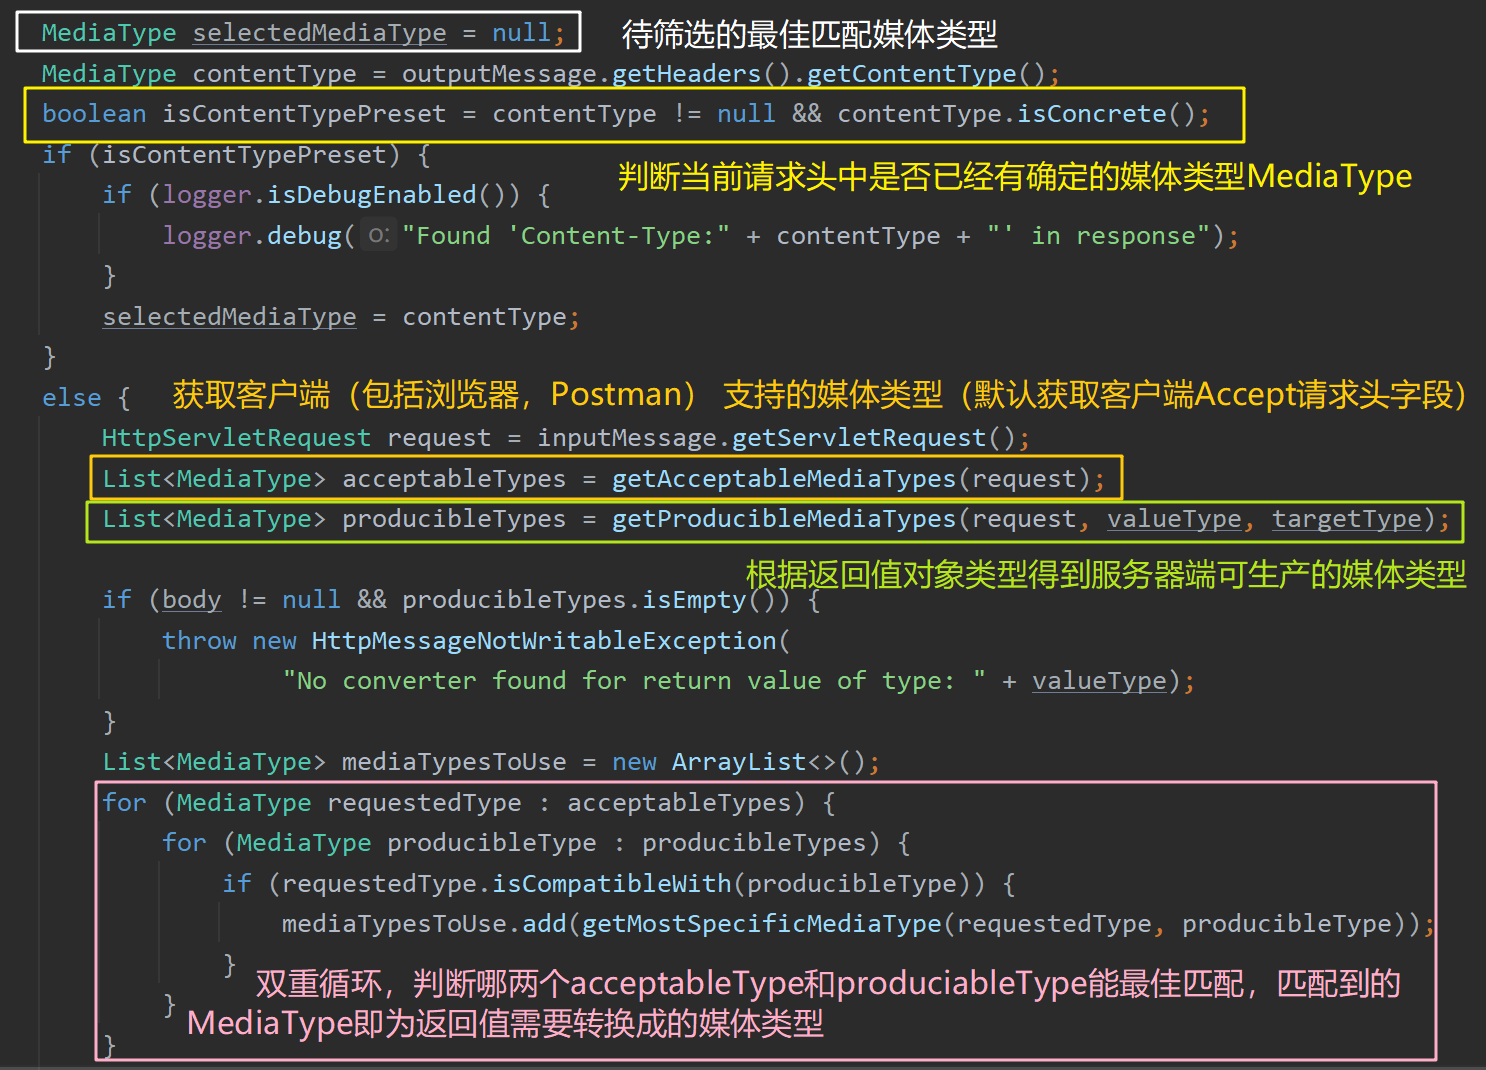 MediaType selectedMediaType = null; 待筛选的最佳匹配媒体类型
MediaType contentType = outputMessage.getHeaders().getContentType();
boolean isContentTypePreset = contentType != null && contentType.isConcrete();
if (isContentTypePreset) {
判断当前请求头中是否已经有确定的媒体类型MediaType
if (logger.isDebugEnabled()) {
logger.debug( o: "Found 'Content-Type:" + contentType + "' in response");
}
selectedMediaType = contentType;
}
else { 获取客户端（包括浏览器，Postman） 支持的媒体类型（默认获取客户端Accept请求头字段）
HttpServletRequest request = inputMessage.getServletRequest();
List<MediaType> acceptableTypes = getAcceptableMediaTypes(request);
List<MediaType> producibleTypes = getProducibleMediaTypes(request, valueType, targetType);
根据返回值对象类型得到服务器端可生产的媒体类型
if (body != null && producibleTypes.isEmpty()) {
throw new HttpMessageNotWritableException(
"No converter found for return value of type: " + valueType);
}
List<MediaType> mediaTypesToUse = new ArrayList<>();
for (MediaType requestedType : acceptableTypes) {
for (MediaType producibleType : producibleTypes) {
if (requestedType.isCompatibleWith(producibleType)) {
mediaTypesToUse.add(getMostSpecificMediaType(requestedType, producibleType));
}
双重循环，判断哪两个acceptableType和produciableType能最佳匹配，匹配到的
}
MediaType即为返回值需要转换成的媒体类型
}